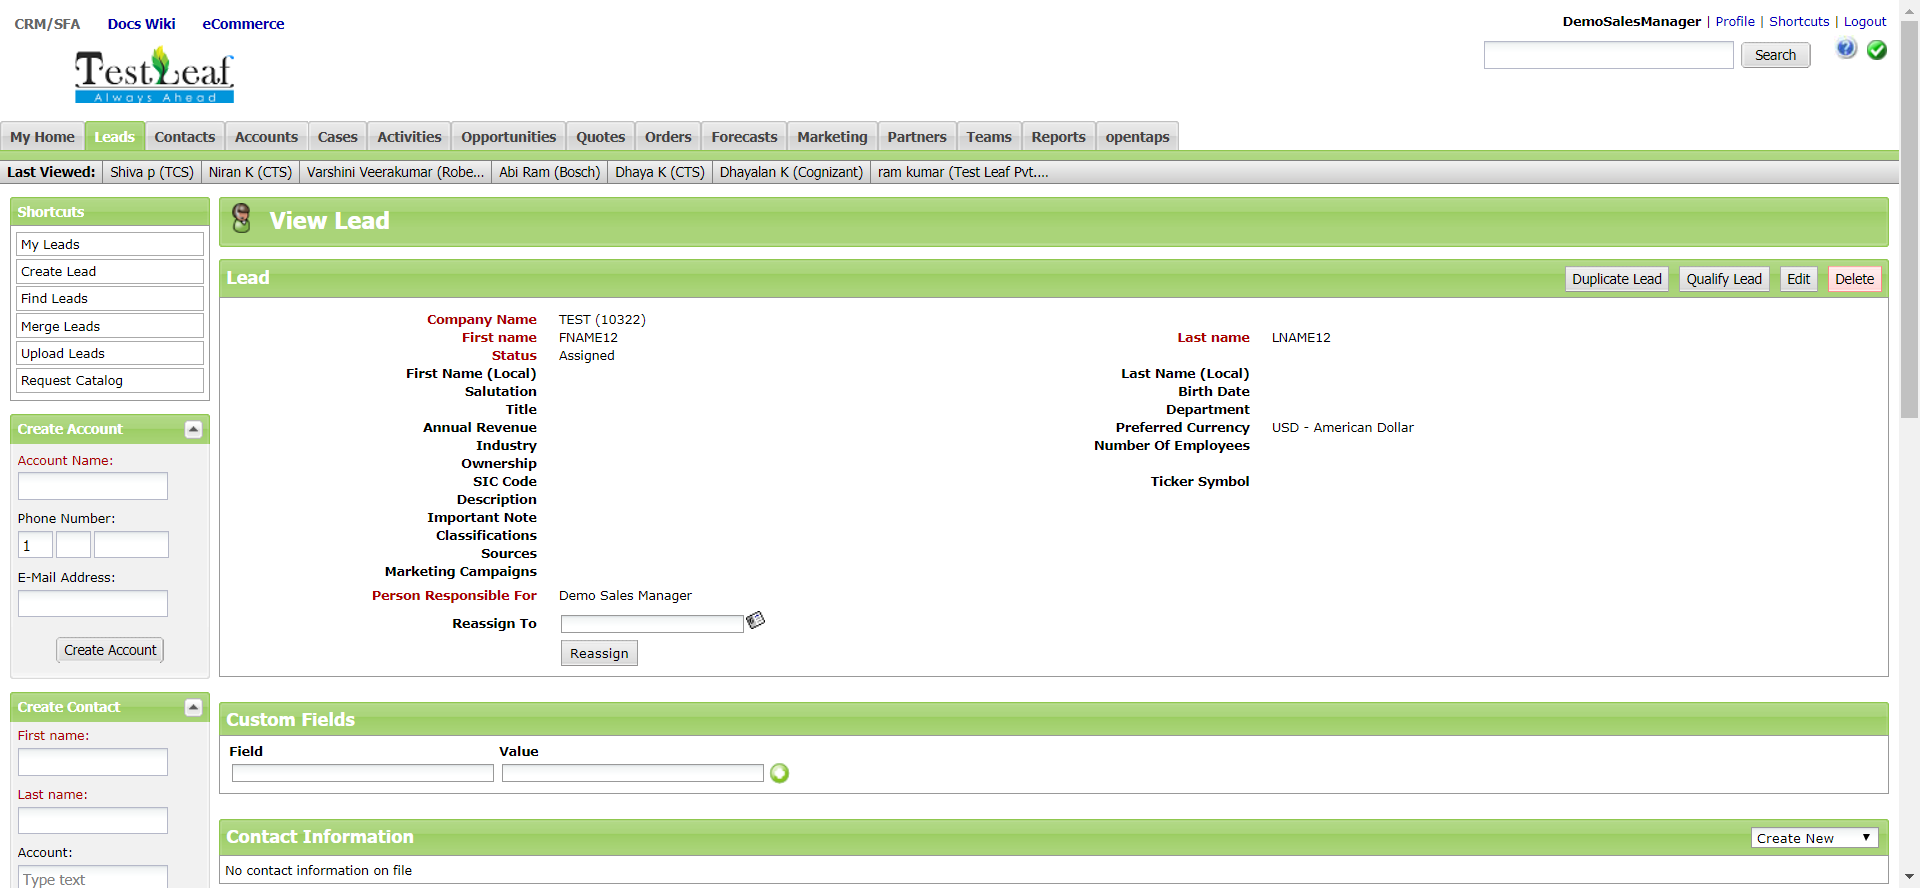 CRM/SFA Docs Wiki eCommerce
DemoSalesManager | Profile | Shortcuts | Logout
TestLeaf
Always Ahead
Search
My Home Leads Contacts Accounts Cases Activities Opportunities Quotes Orders Forecasts Marketing Partners Teams Reports opentaps
Last Viewed: Shiva p (TCS) Niran K (CTS) Varshini Veerakumar (Robe... Abi Ram (Bosch) Dhaya K (CTS) Dhayalan K (Cognizant) ram kumar (Test Leaf Pvt....
Shortcuts
My Leads
Create Lead
Find Leads
Merge Leads
Upload Leads
Request Catalog
Create Account
Account Name:
Phone Number:
1
E-Mail Address:
Create Account
Create Contact
First name:
Last name:
Account:
Type text
View Lead
Lead
Duplicate Lead Qualify Lead Edit Delete
Company Name TEST (10322)
First name FNAME12 Last name LNAME12
Status Assigned
First Name (Local) Last Name (Local)
Salutation Birth Date
Title Department
Annual Revenue Preferred Currency USD - American Dollar
Industry Number Of Employees
Ownership
SIC Code Ticker Symbol
Description
Important Note
Classifications
Sources
Marketing Campaigns
Person Responsible For Demo Sales Manager
Reassign To
Reassign
Custom Fields
Field Value
Contact Information
Create New
No contact information on file